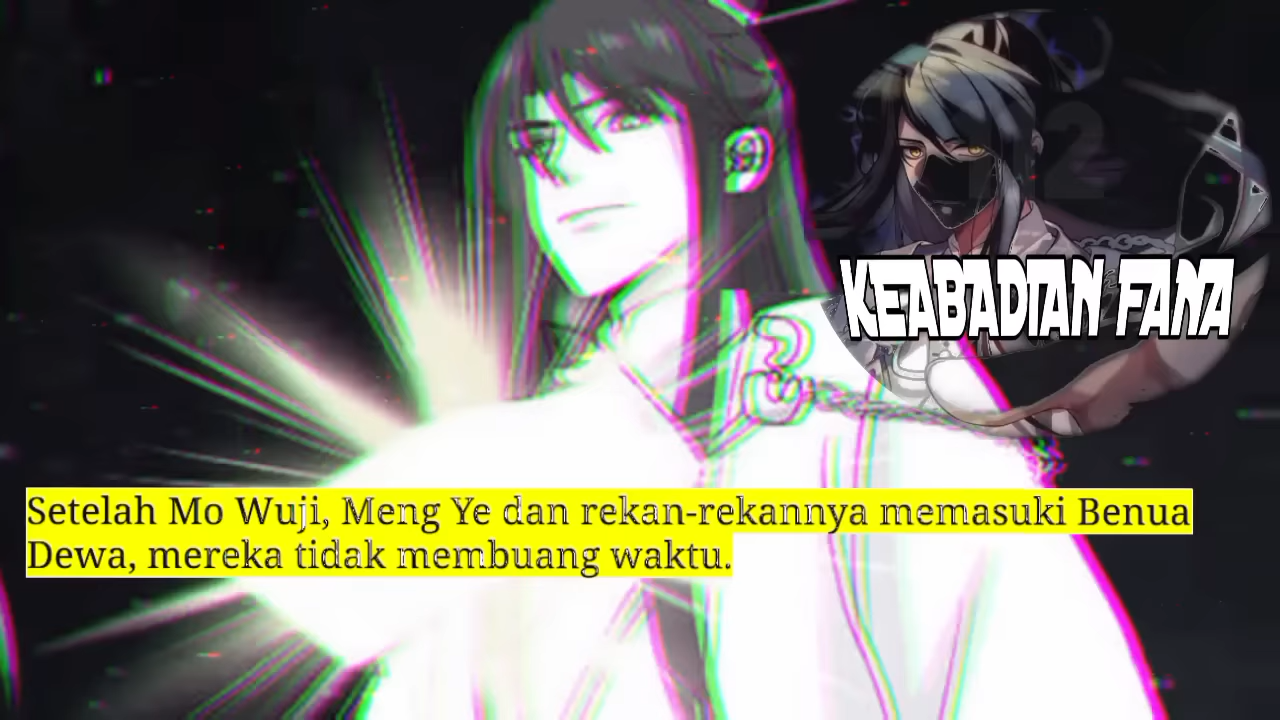 KEABADIAN FANA
Setelah Mo Wuji, Meng Ye dan rekan-rekannya memasuki Benua
Dewa, mereka tidak membuang waktu.